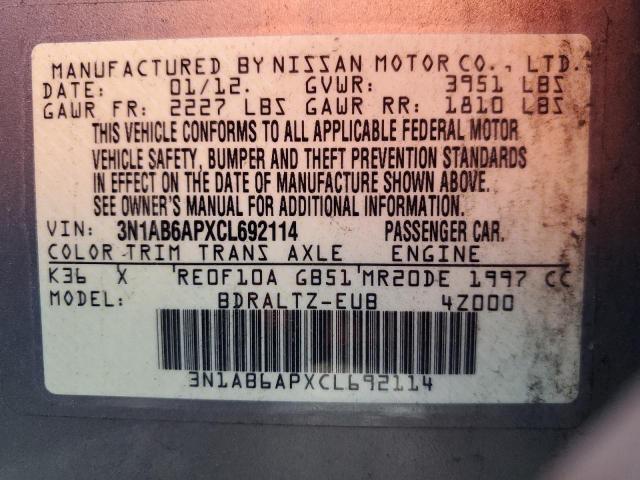 MANUFACTURED BY NISSAN MOTOR CO., LTD.
DATE: 01/12. GVWR: 3951 LBS
GAWR FR: 2227 LBS GAWR RR: 1810 LBS
THIS VEHICLE CONFORMS TO ALL APPLICABLE FEDERAL MOTOR
VEHICLE SAFETY, BUMPER AND THEFT PREVENTION STANDARDS
IN EFFECT ON THE DATE OF MANUFACTURE SHOWN ABOVE.
SEE OWNER'S MANUAL FOR ADDITIONAL INFORMATION.
VIN: 3N1AB6APXCL692114 PASSENGER CAR.
COLOR TRIM TRANS AXLE ENGINE
K36 X RE0F10A GB51 MR20DE 1997 CC
MODEL: BDRALTZ-EUB 4Z000
3N1AB6APXCL692114